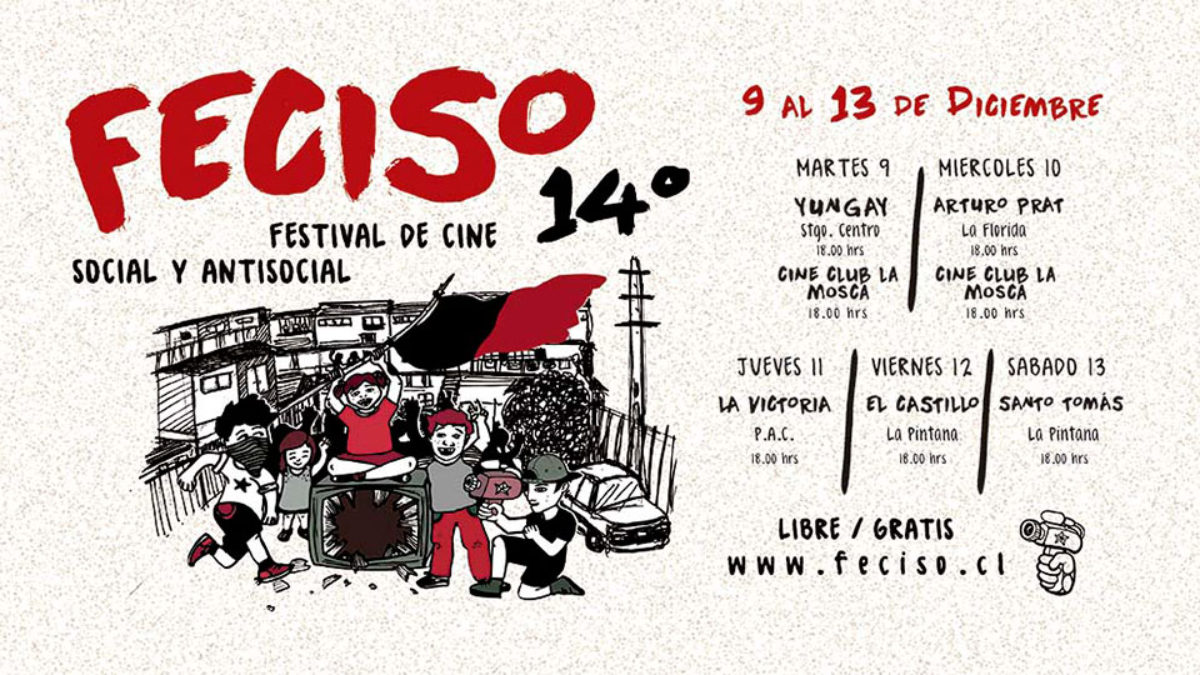 FECISO
14°
FESTIVAL DE CINE
SOCIAL Y ANTISOCIAL
9 AL 13 DE DICIEMBRE
MARTES 9
YUNGAY
Stgo. Centro
18.00 hrs
CINE CLUB LA
MOSCA
18.00 hrs
MIERCOLES 10
ARTURO PRAT
La Florida
18.00 hrs
CINE CLUB LA
MOSCA
18.00 hrs
JUEVES 11
LA VICTORIA
P.A.C.
18.00 hrs
VIERNES 12
EL CASTILLO
La Pintana
18.00 hrs
SABADO 13
SANTO TOMÁS
La Pintana
18.00 hrs
LIBRE / GRATIS
www.feciso.cl